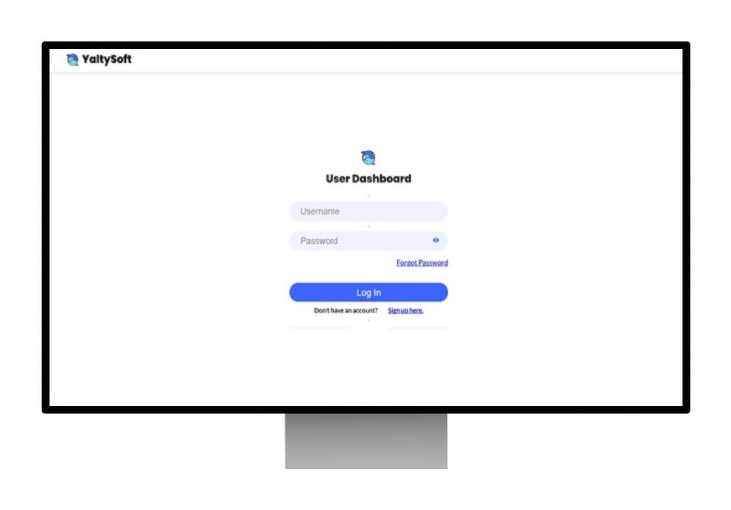 YaltySoft
User Dashboard
Username
Password
Forgot Password
Log In
Don't have an account? Sign up here.